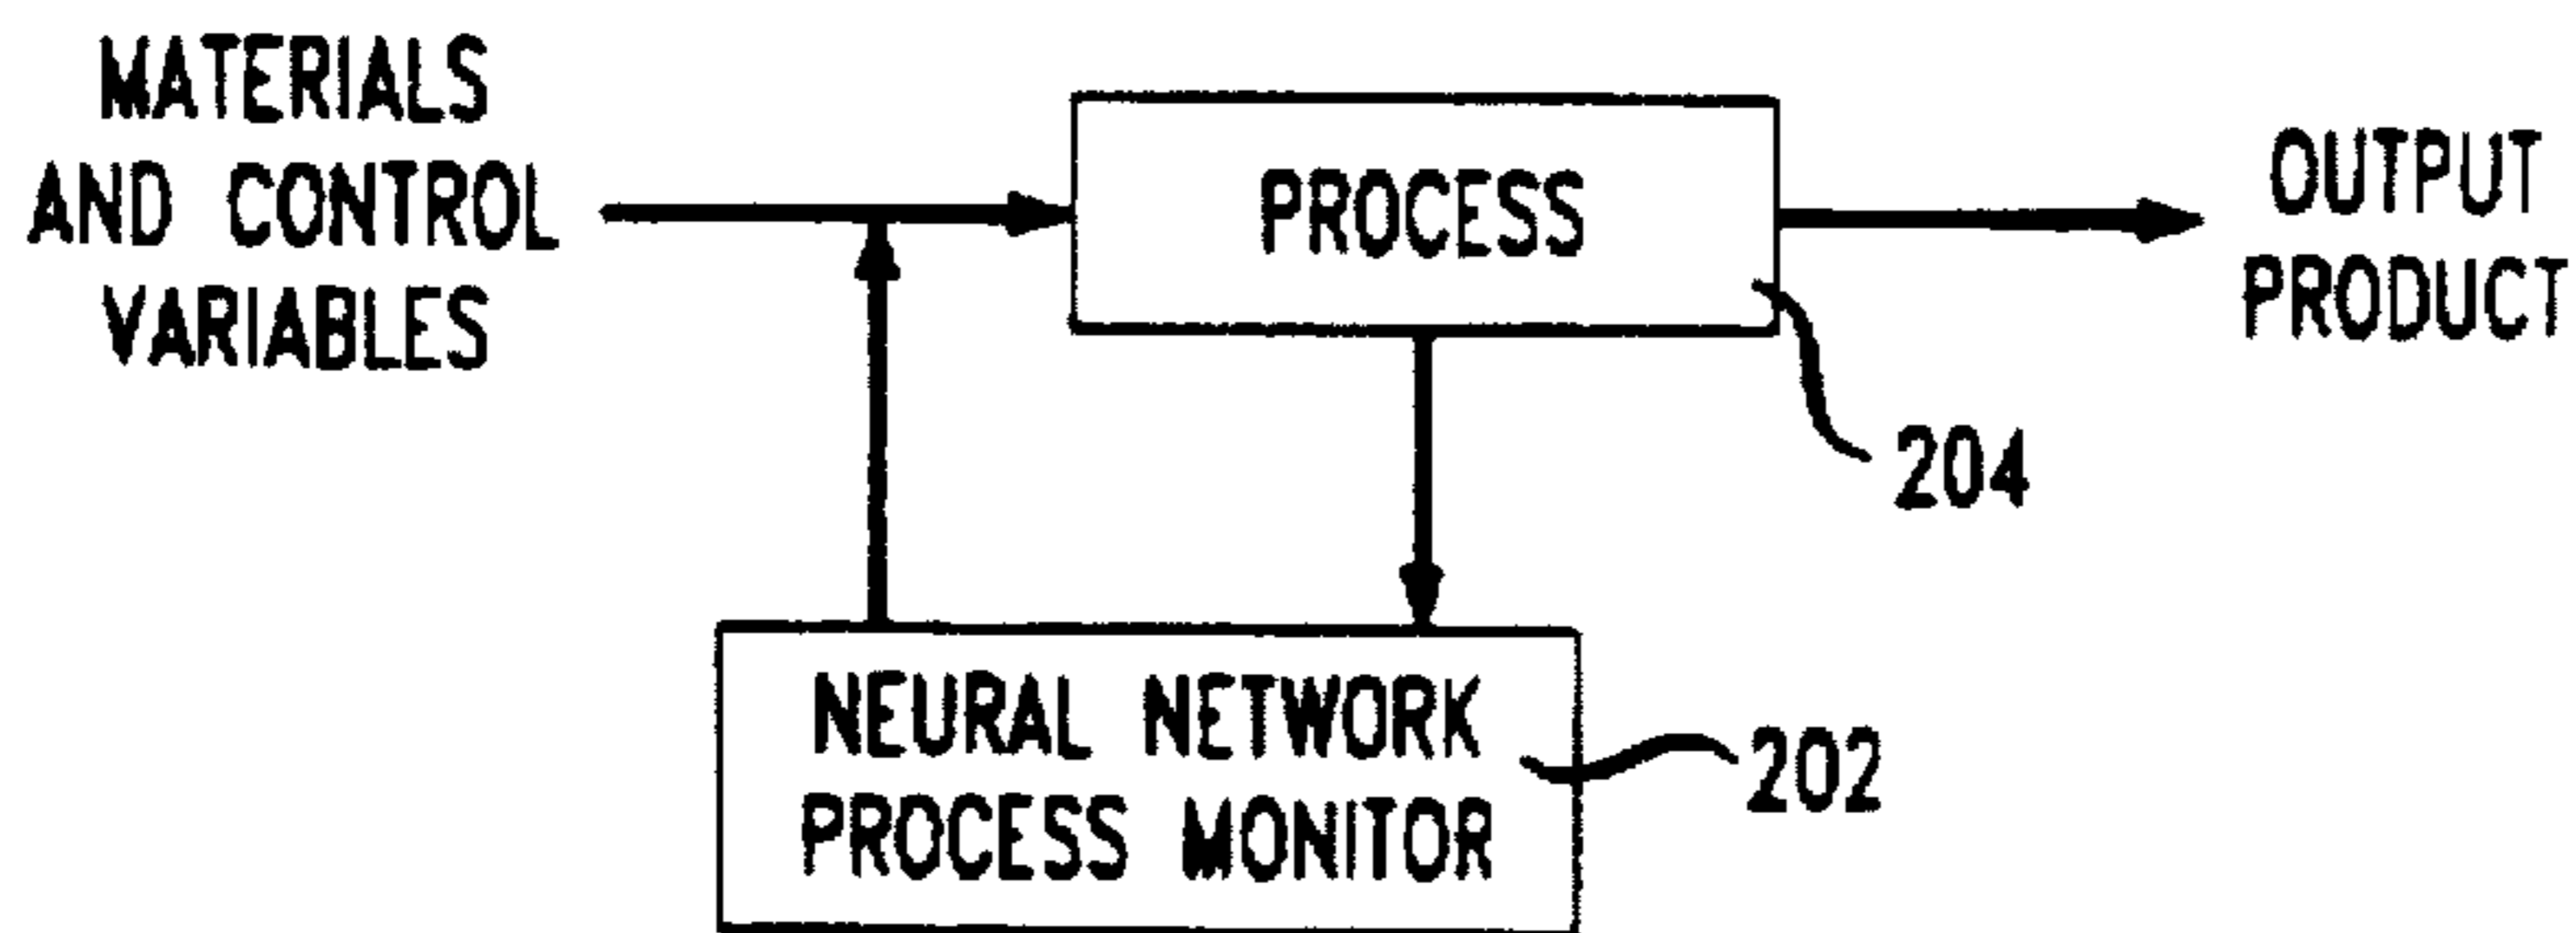 MATERIALS
AND CONTROL
VARIABLES
PROCESS
OUTPUT
PRODUCT
204
NEURAL NETWORK
PROCESS MONITOR
202